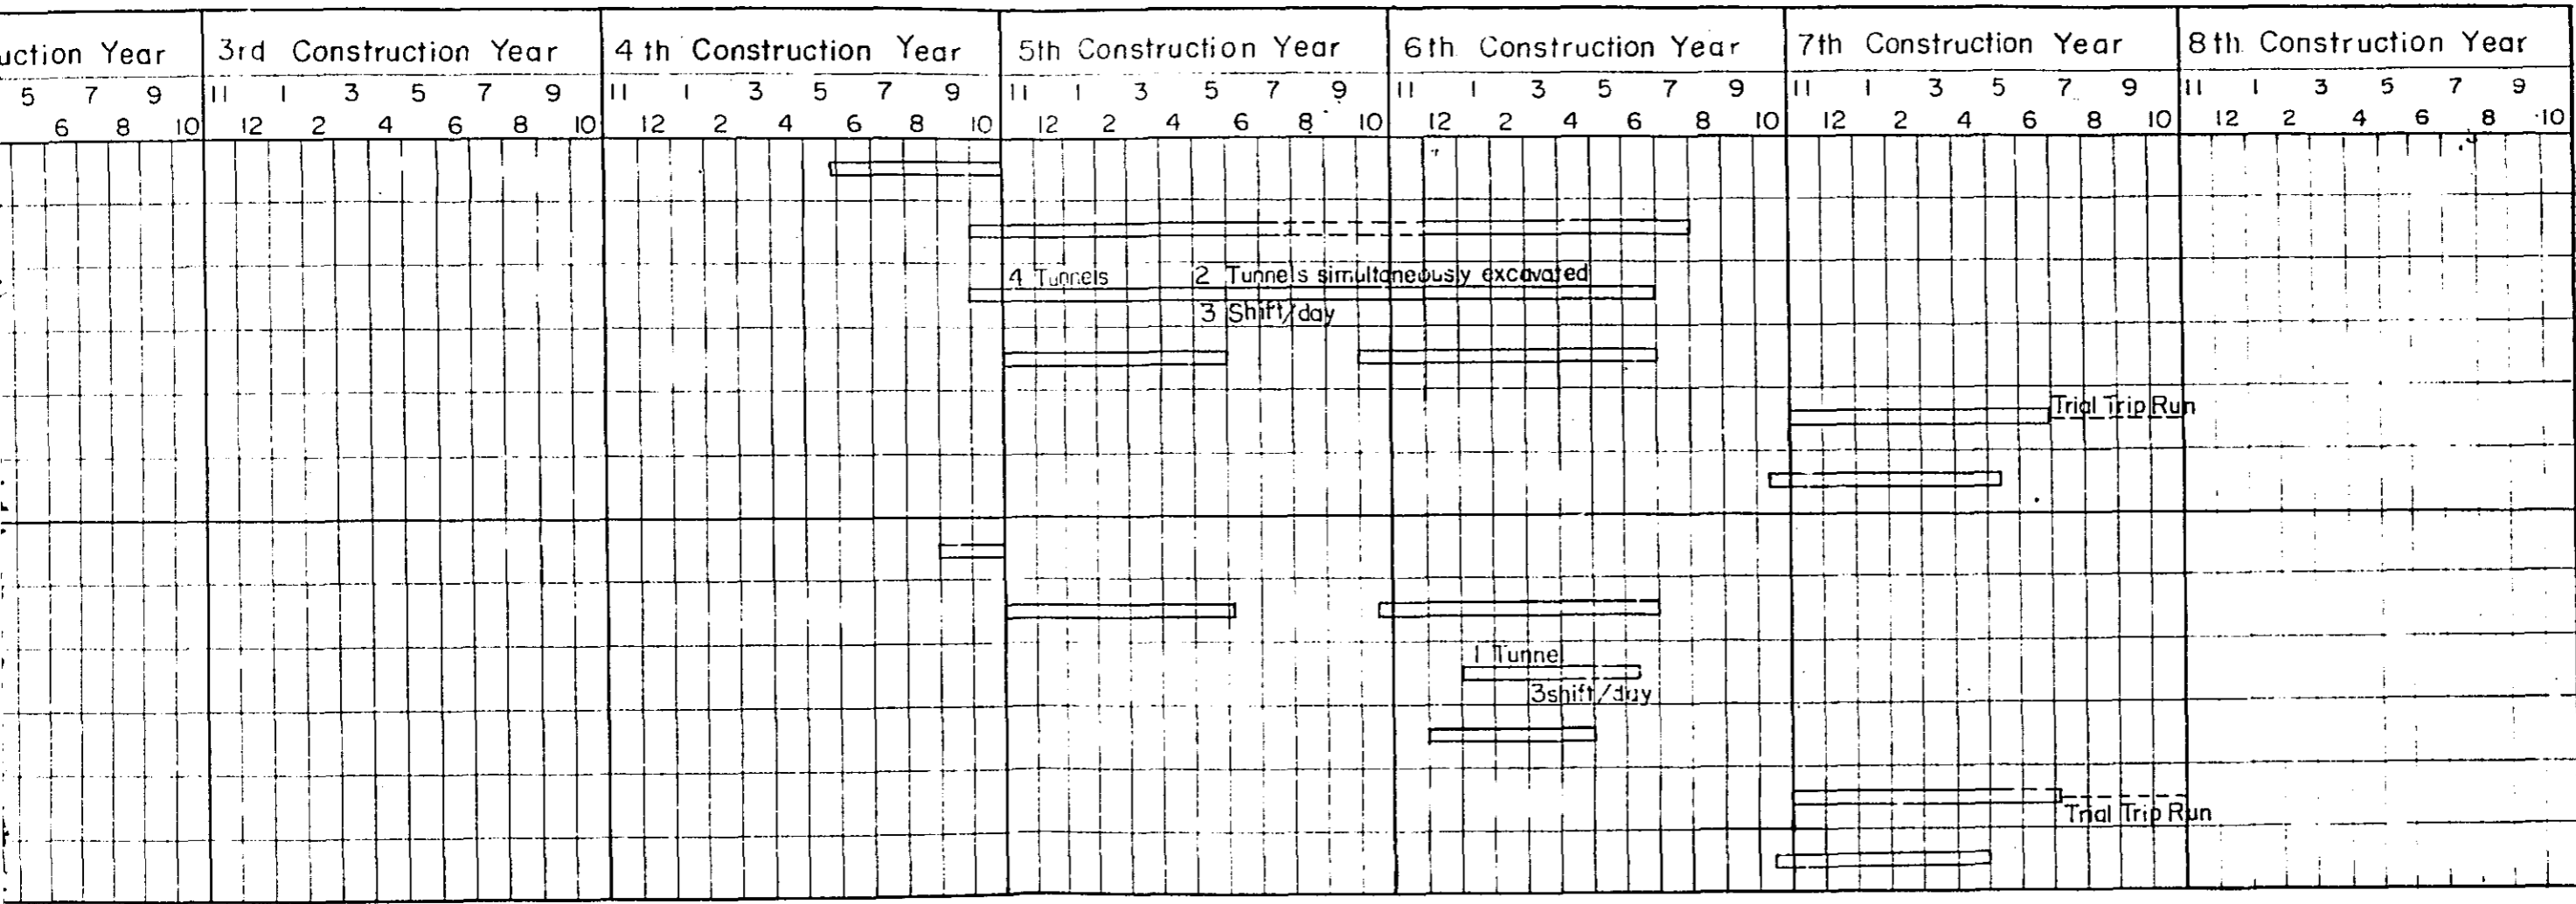 uction Year 3rd Construction Year 4th Construction Year 5th Construction Year 6th Construction Year 7th Construction Year 8th Construction Year
5 7 9 11 1 3 5 7 9 11 1 3 5 7 9 11 1 3 5 7 9 11 1 3 5 7 9 11 1 3 5 7 9 11 1 3 5 7 9
6 8 10 12 2 4 6 8 10 12 2 4 6 8 10 12 2 4 6 8 10 12 2 4 6 8 10 12 2 4 6 8 10 12 2 4 6 8 10
4 Tunnels 2 Tunnels simultaneously excavated
3 Shift/day
Trial Trip Run
1 Tunnel
3shift/day
Trial Trip Run